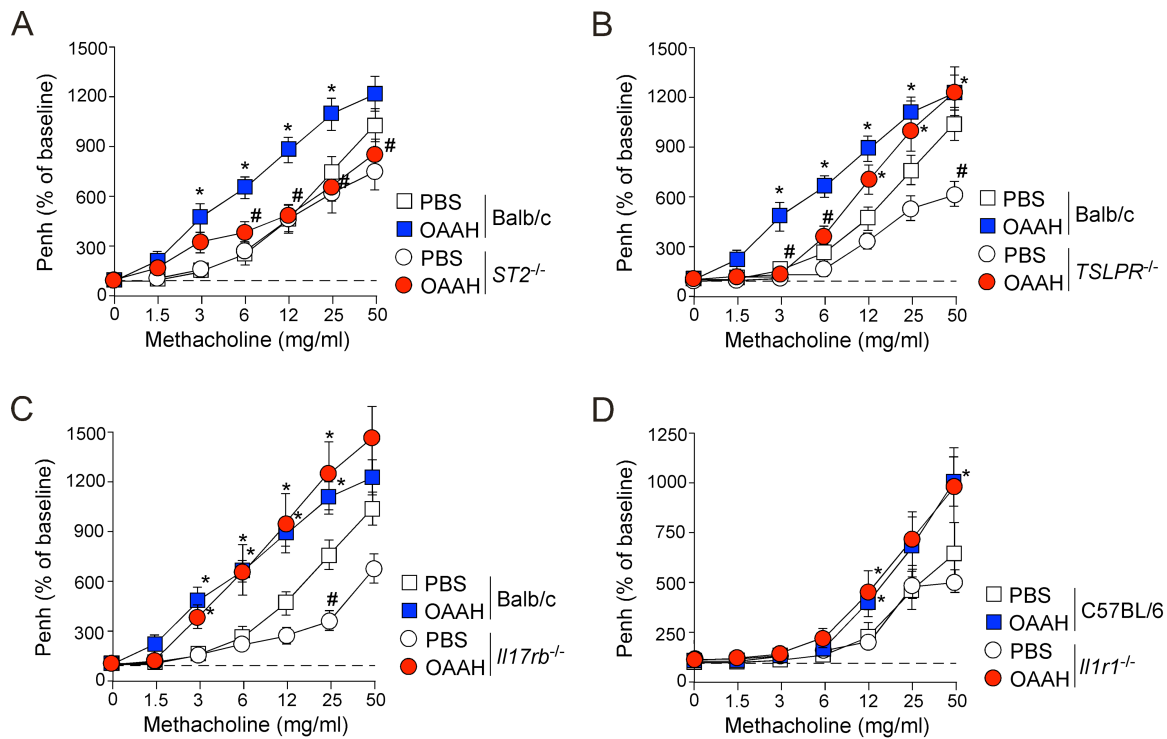 A
1500
1200
900
600
300
0
Penh (% of baseline)
* * * * *
# # # #
0 1.5 3 6 12 25 50
Methacholine (mg/ml)
PBS
OAAH
Balb/c
PBS
OAAH
ST2-/-
B
1500
1200
900
600
300
0
Penh (% of baseline)
* * * * * * * *
# # #
0 1.5 3 6 12 25 50
Methacholine (mg/ml)
PBS
OAAH
Balb/c
PBS
OAAH
TSLPR-/-
C
1500
1200
900
600
300
0
Penh (% of baseline)
* * * * * * * *
#
0 1.5 3 6 12 25 50
Methacholine (mg/ml)
PBS
OAAH
Balb/c
PBS
OAAH
Il17rb-/-
D
1250
1000
750
500
250
0
Penh (% of baseline)
* * *
0 1.5 3 6 12 25 50
Methacholine (mg/ml)
PBS
OAAH
C57BL/6
PBS
OAAH
Il1r1-/-